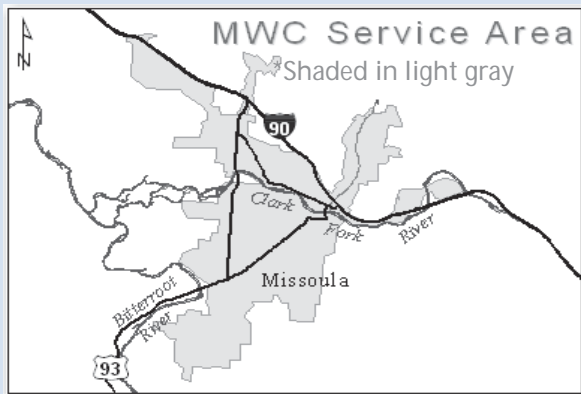 MWC Service Area
*Shaded in light gray
N
90
Clark
Fork
River
Missoula
Bitterroot
River
93